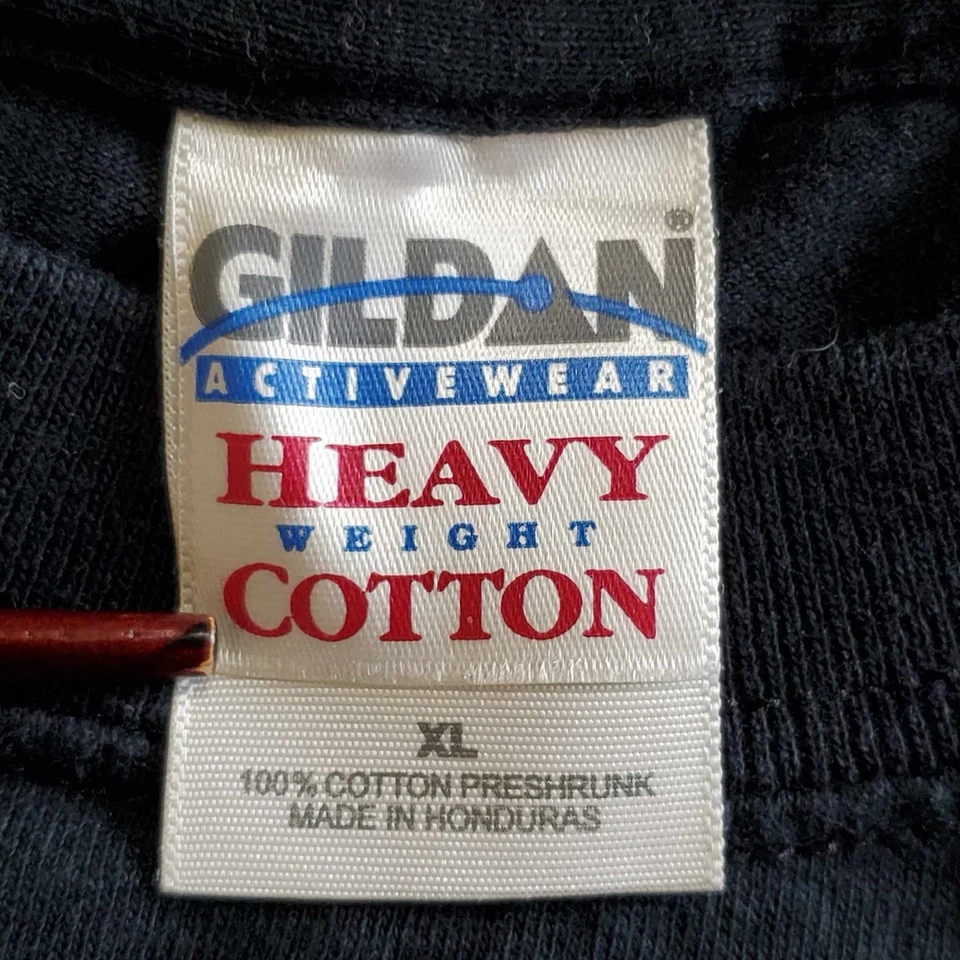 GILDAN®
ACTIVEWEAR
HEAVY
WEIGHT
COTTON
XL
100% COTTON PRESHRUNK
MADE IN HONDURAS